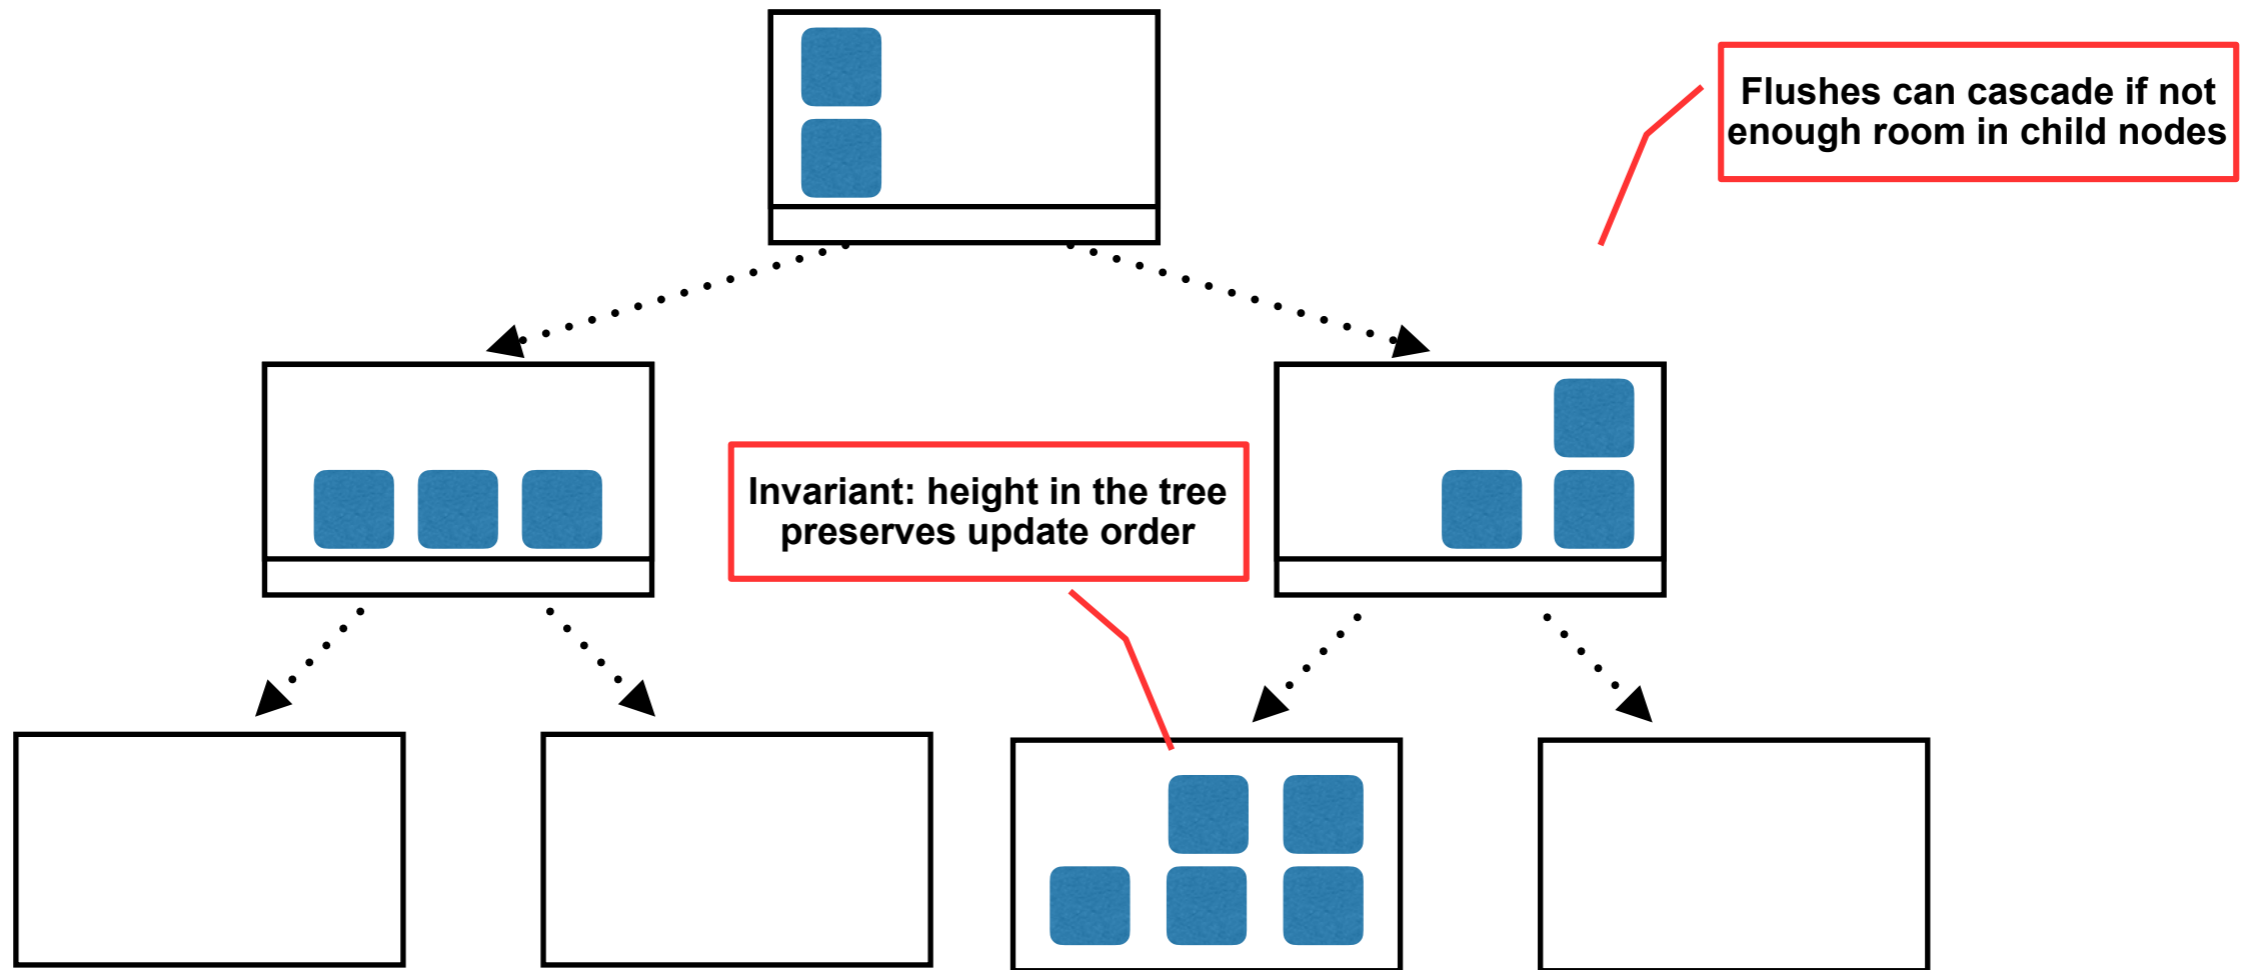 Flushes can cascade if not
enough room in child nodes
Invariant: height in the tree
preserves update order